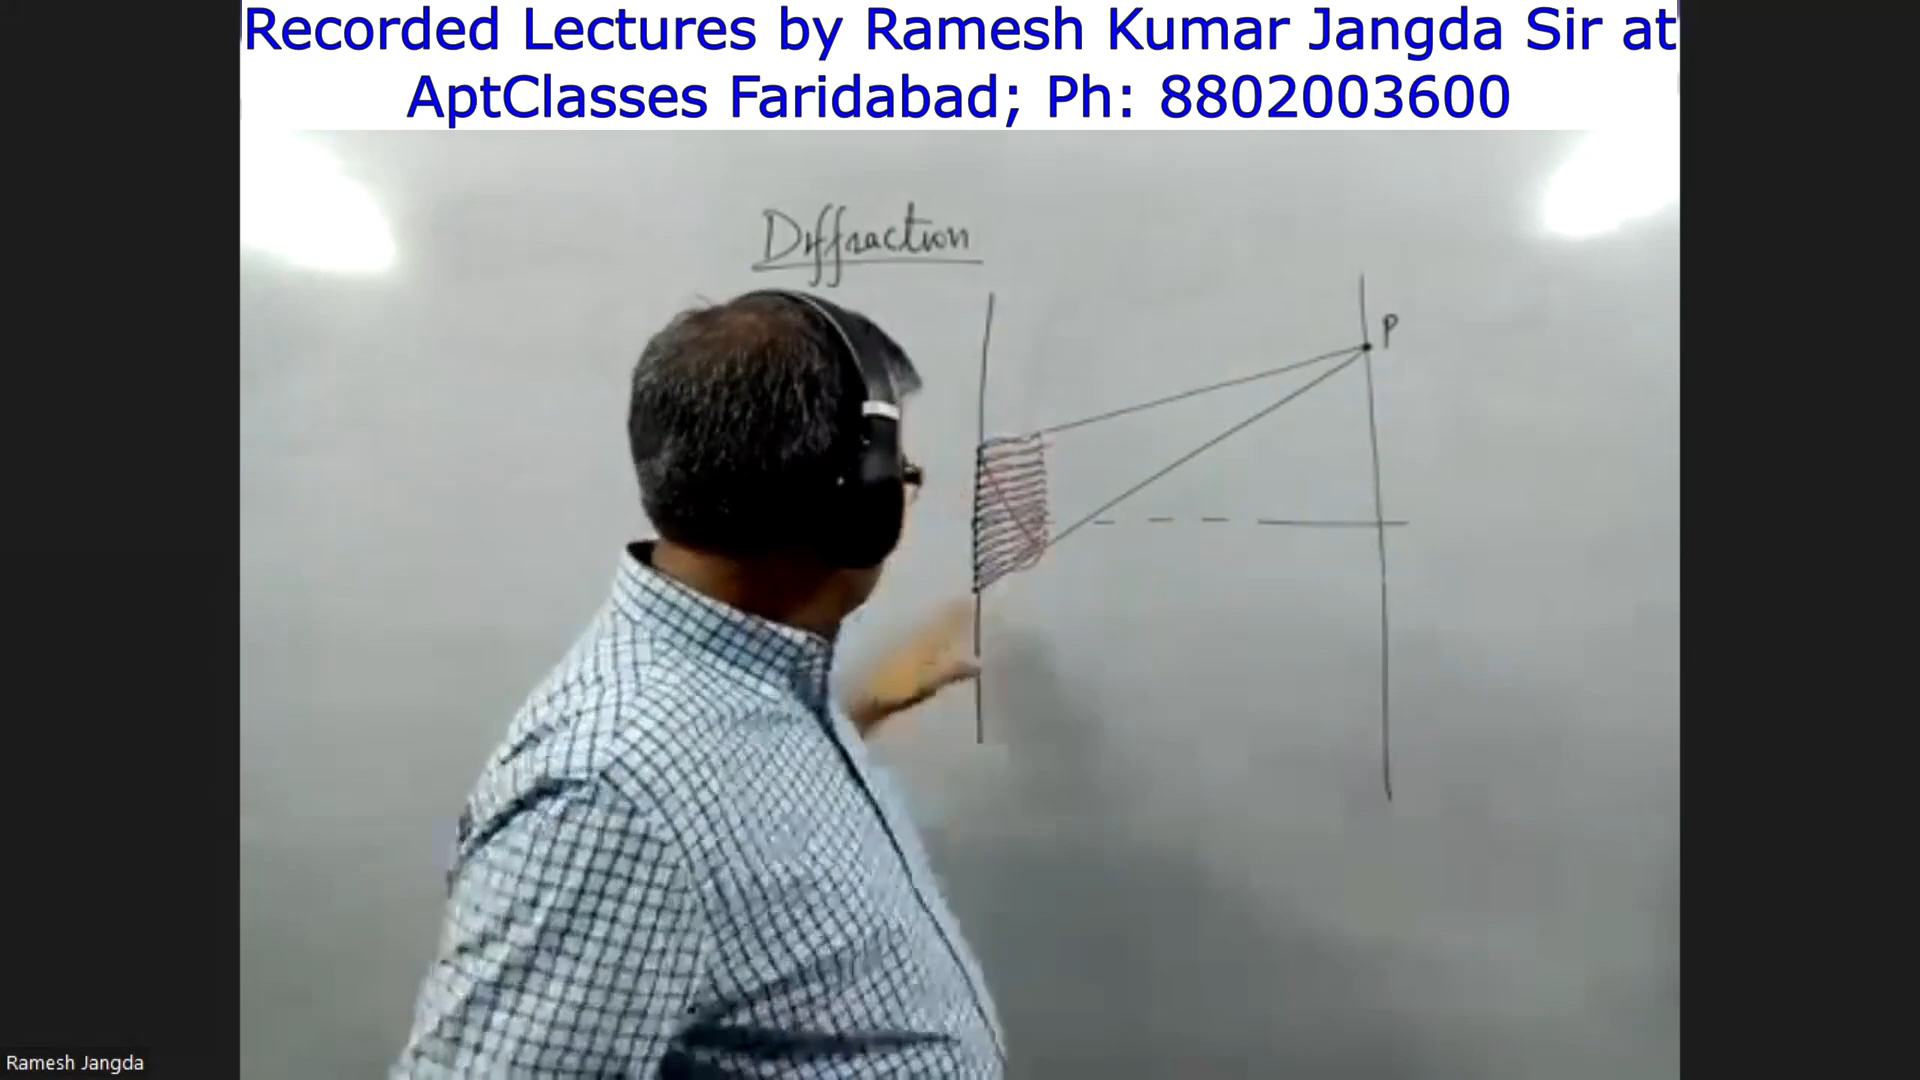 Recorded Lectures by Ramesh Kumar Jangda Sir at
AptClasses Faridabad; Ph: 8802003600
Diffraction
P
Ramesh Jangda